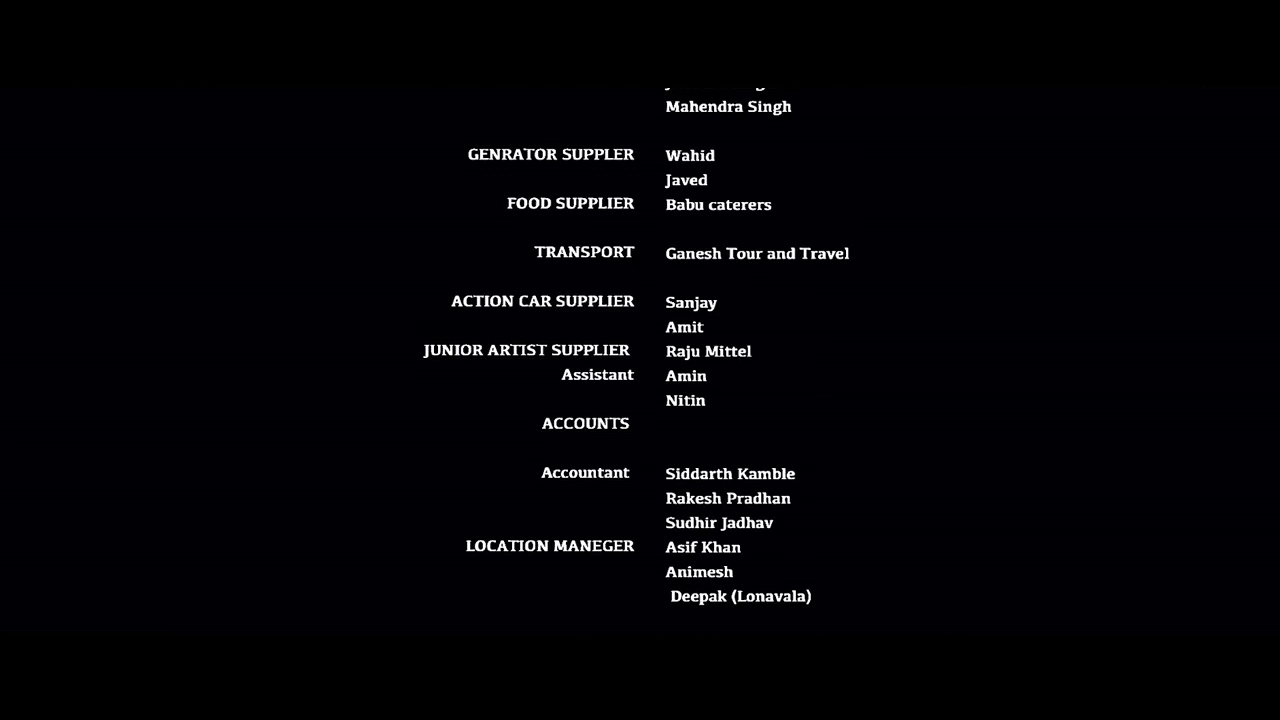 Mahendra Singh
GENRATOR SUPPLER Wahid
Javed
FOOD SUPPLIER Babu caterers
TRANSPORT Ganesh Tour and Travel
ACTION CAR SUPPLIER Sanjay
Amit
JUNIOR ARTIST SUPPLIER Raju Mittel
Assistant Amin
Nitin
ACCOUNTS
Accountant Siddarth Kamble
Rakesh Pradhan
Sudhir Jadhav
LOCATION MANEGER Asif Khan
Animesh
Deepak (Lonavala)